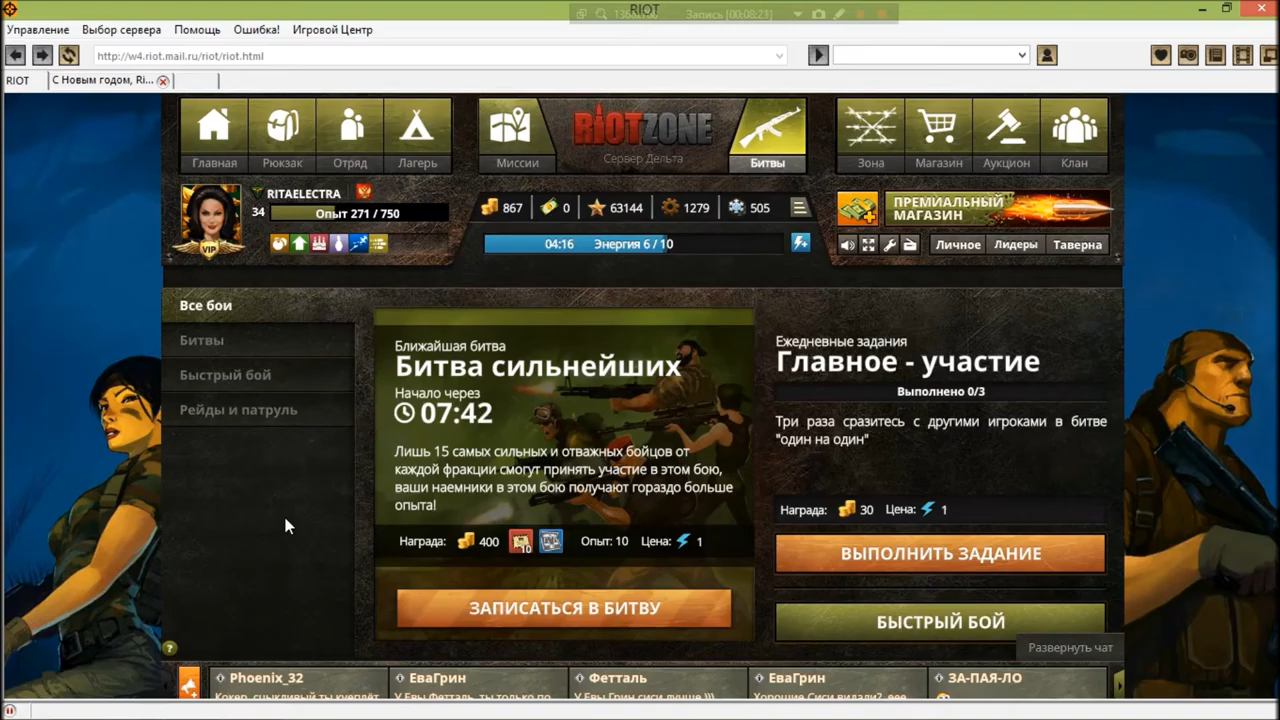 RIOT
Запись [00:08:21]
Управление Выбор сервера Помощь Ошибка! Игровой Центр
http://w4.riot.mail.ru/riot/riot.html
RIOT С Новым годом, Ri...
RIOTZONE
Сервер Дельта
Главная Рюкзак Отряд Лагерь Миссии Битвы Зона Магазин Аукцион Клан
RITAELECTRA
34 Опыт 271 / 750
VIP
867 0 63144 1279 505
04:16 Энергия 6 / 10
ПРЕМИАЛЬНЫЙ
МАГАЗИН
Личное Лидеры Таверна
Все бои
Битвы
Быстрый бой
Рейды и патруль
Ближайшая битва
Битва сильнейших
Начало через
07:42
Лишь 15 самых сильных и отважных бойцов от
каждой фракции смогут принять участие в этом бою,
ваши наемники в этом бою получают гораздо больше
опыта!
Награда: 400 10 Опыт: 10 Цена: 1
ЗАПИСАТЬСЯ В БИТВУ
Ежедневные задания
Главное - участие
Выполнено 0/3
Три раза сразитесь с другими игроками в битве
"один на один"
Награда: 30 Цена: 1
ВЫПОЛНИТЬ ЗАДАНИЕ
БЫСТРЫЙ БОЙ
Развернуть чат
?
Phoenix_32 ЕваГрин Фетталь ЕваГрин ЗА-ПАЯ-ЛО